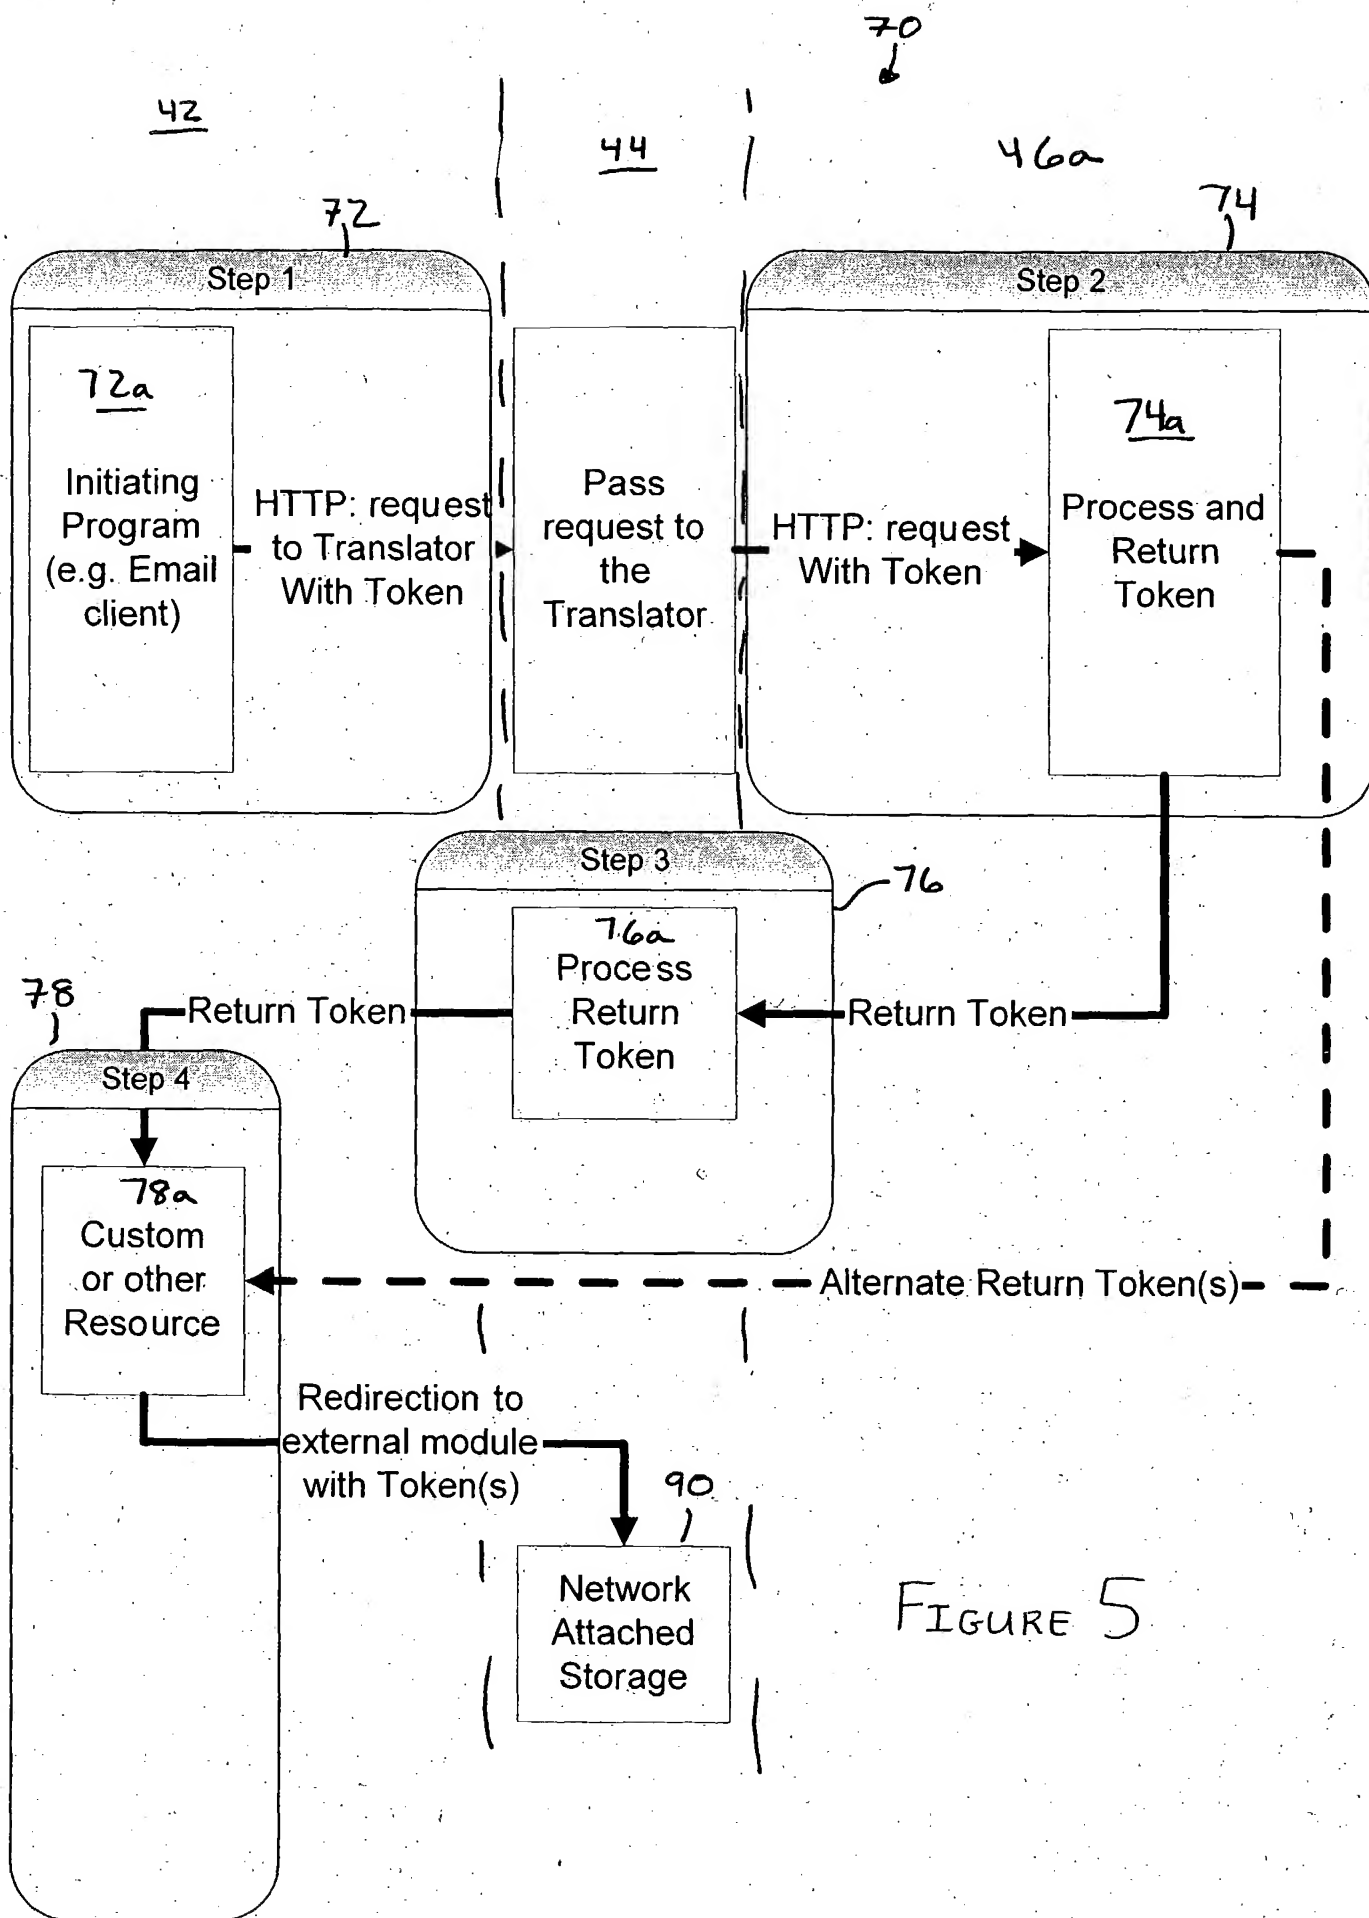 70
42
44
46a
72
74
Step 1
Step 2
72a
Initiating
Program
(e.g. Email
client)
HTTP: request
to Translator
With Token
Pass
request to
the
Translator
HTTP: request
With Token
74a
Process and
Return
Token
Step 3
76
76a
Process
Return
Token
Return Token
Return Token
78
Step 4
78a
Custom
or other
Resource
Alternate Return Token(s)
Redirection to
external module
with Token(s)
90
Network
Attached
Storage
FIGURE 5